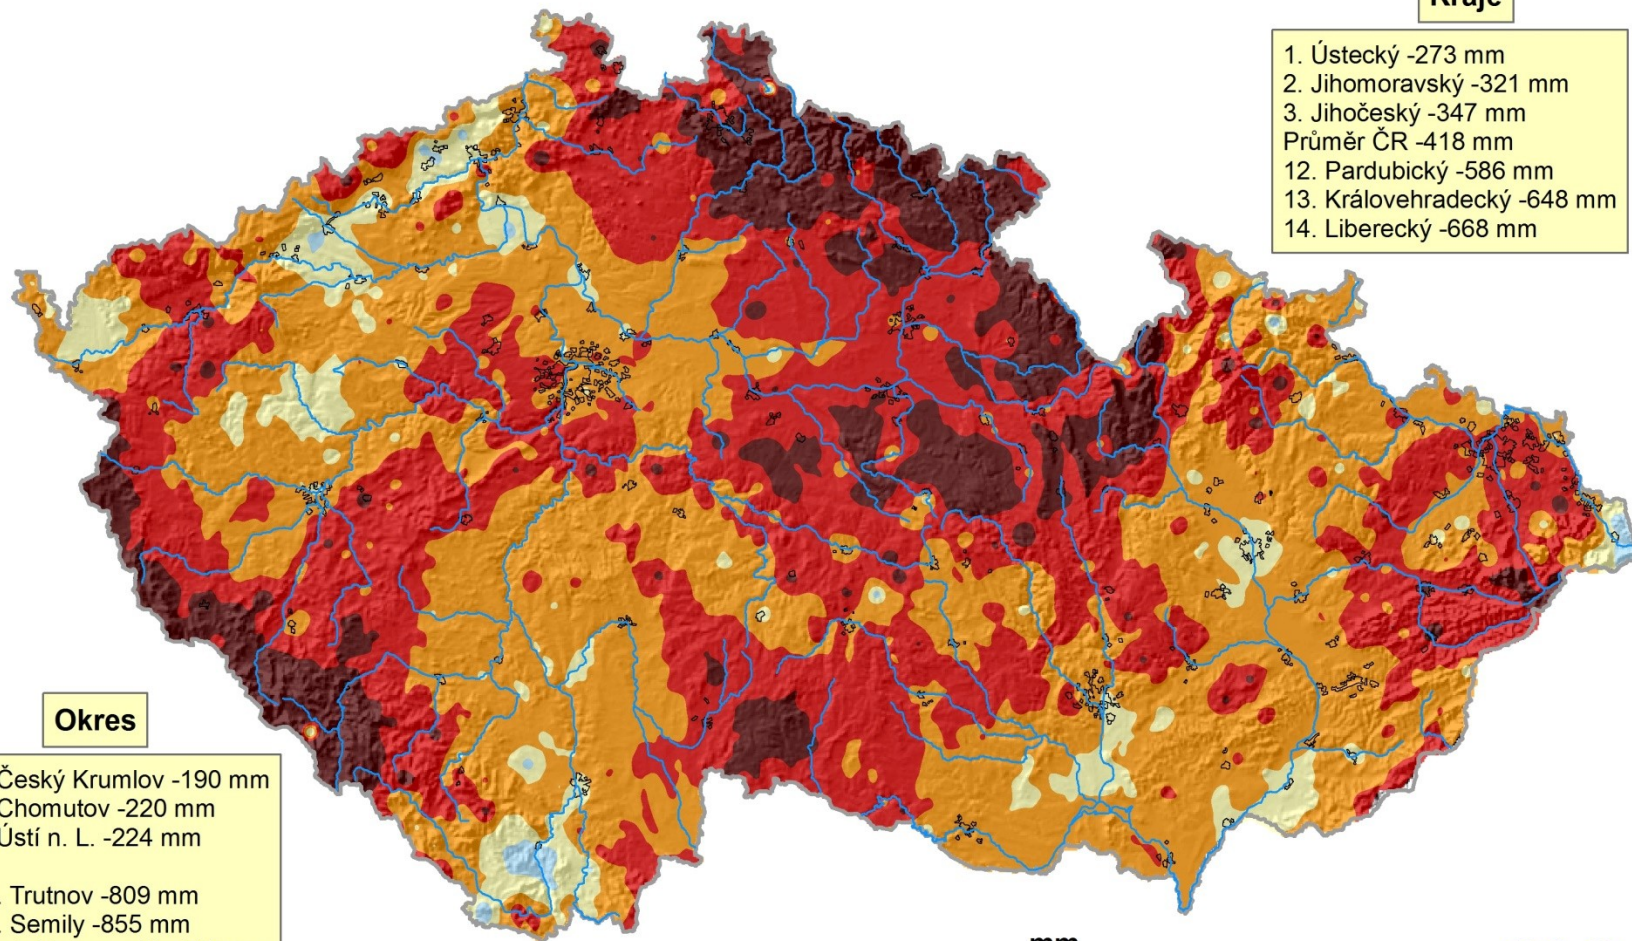 Kraje
1. Ústecký -273 mm
2. Jihomoravský -321 mm
3. Jihočeský -347 mm
Průměr ČR -418 mm
12. Pardubický -586 mm
13. Královehradecký -648 mm
14. Liberecký -668 mm
Okres
Český Krumlov -190 mm
Chomutov -220 mm
Ústí n. L. -224 mm
. Trutnov -809 mm
. Semily -855 mm
mm